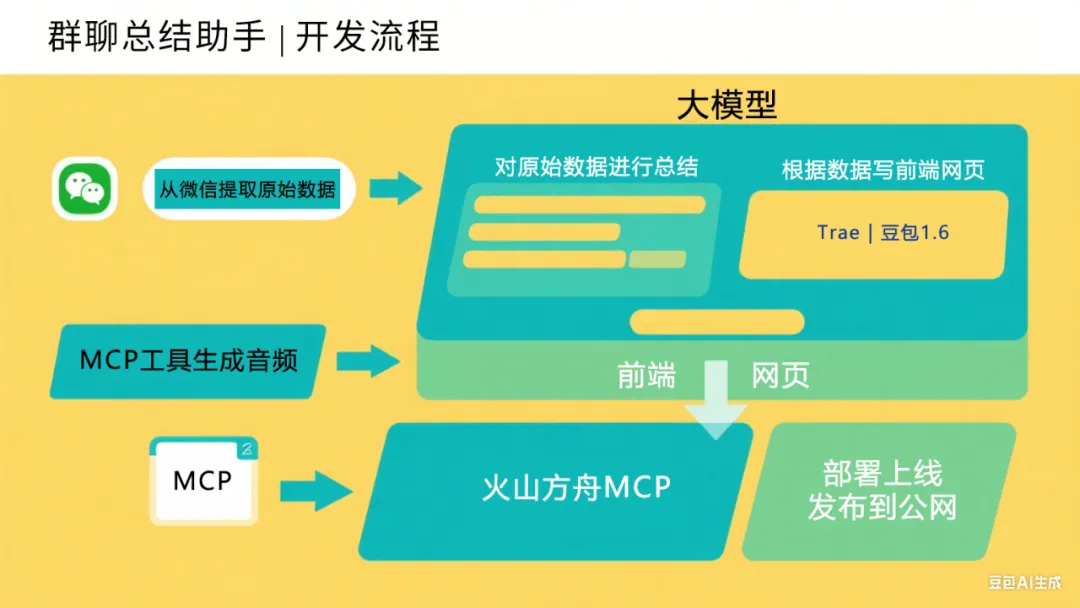 群聊总结助手 | 开发流程
大模型
从微信提取原始数据
对原始数据进行总结
根据数据写前端网页
Trae | 豆包1.6
MCP工具生成音频
前端
网页
MCP
火山方舟MCP
部署上线
发布到公网
豆包AI生成